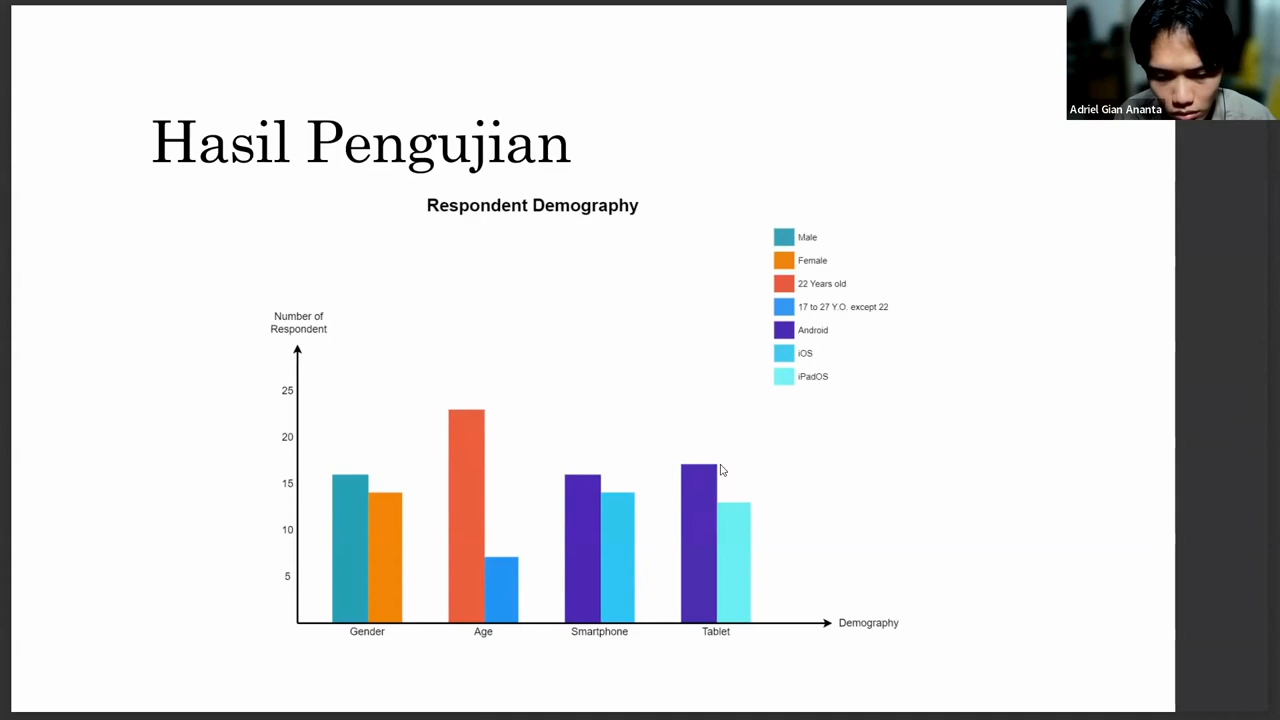 Adriel Gian Ananta
Hasil Pengujian
Respondent Demography
Male
Female
22 Years old
17 to 27 Y.O. except 22
Android
iOS
iPadOS
Number of
Respondent
25
20
15
10
5
Gender
Age
Smartphone
Tablet
Demography